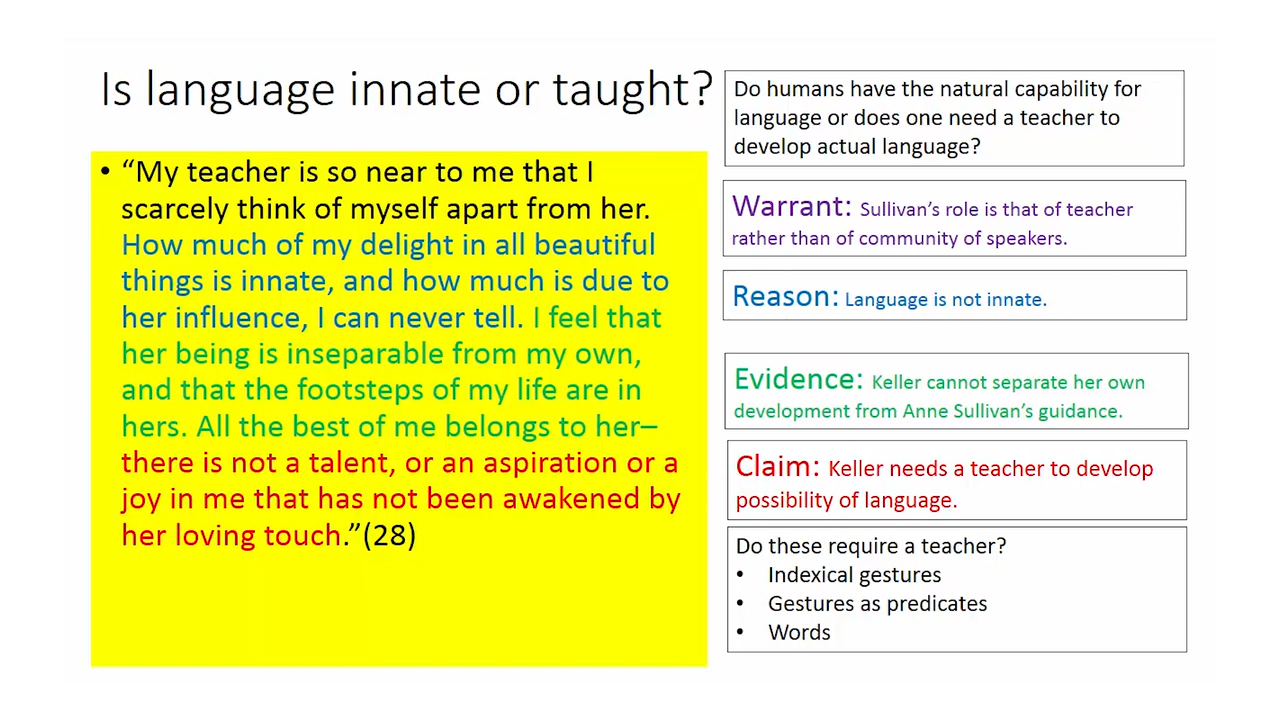 Is language innate or taught?
• “My teacher is so near to me that I
scarcely think of myself apart from her.
How much of my delight in all beautiful
things is innate, and how much is due to
her influence, I can never tell. I feel that
her being is inseparable from my own,
and that the footsteps of my life are in
hers. All the best of me belongs to her–
there is not a talent, or an aspiration or a
joy in me that has not been awakened by
her loving touch.”(28)
Do humans have the natural capability for
language or does one need a teacher to
develop actual language?
Warrant: Sullivan’s role is that of teacher
rather than of community of speakers.
Reason: Language is not innate.
Evidence: Keller cannot separate her own
development from Anne Sullivan’s guidance.
Claim: Keller needs a teacher to develop
possibility of language.
Do these require a teacher?
• Indexical gestures
• Gestures as predicates
• Words